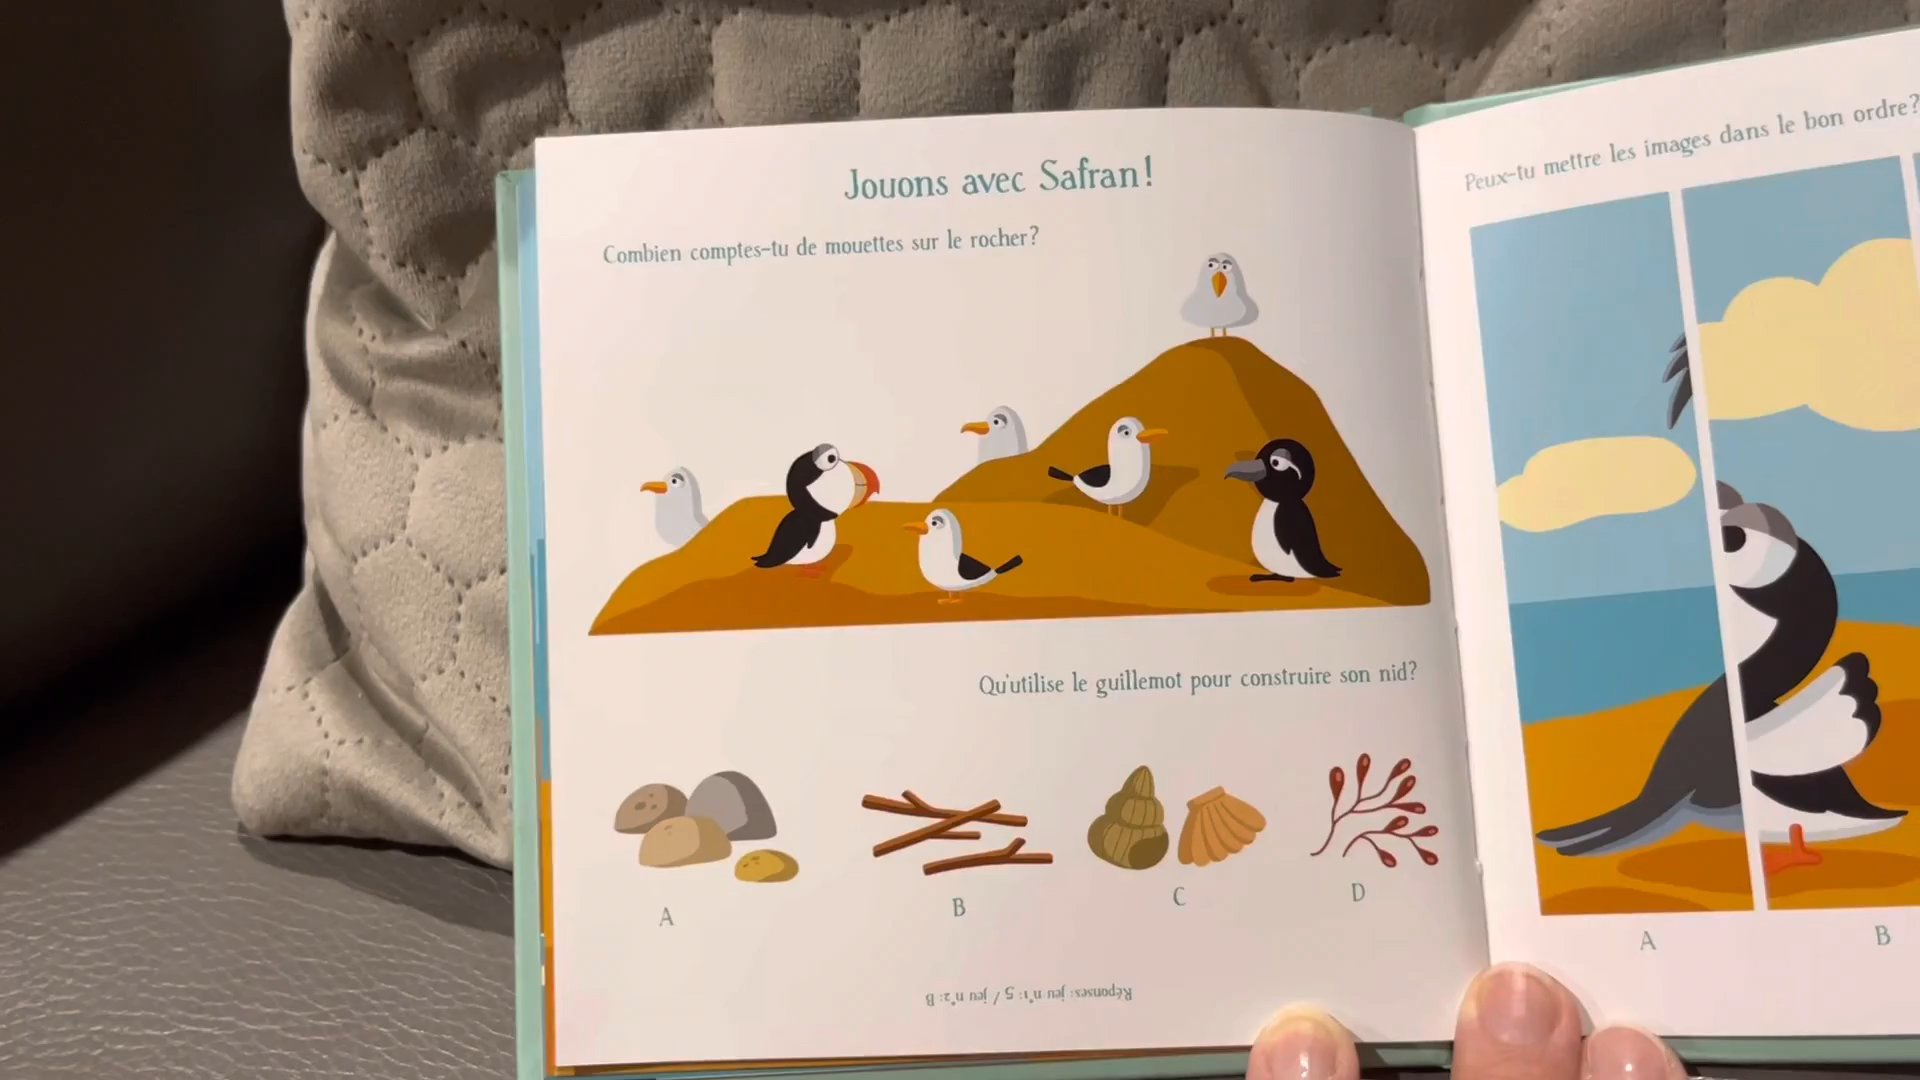 Jouons avec Safran!
Combien comptes-tu de mouettes sur le rocher?
Qu'utilise le guillemot pour construire son nid?
A
B
C
D
Réponses: jeu n°1: 5 / jeu n°2: B
Peux-tu mettre les images dans le bon ordre?
A
B